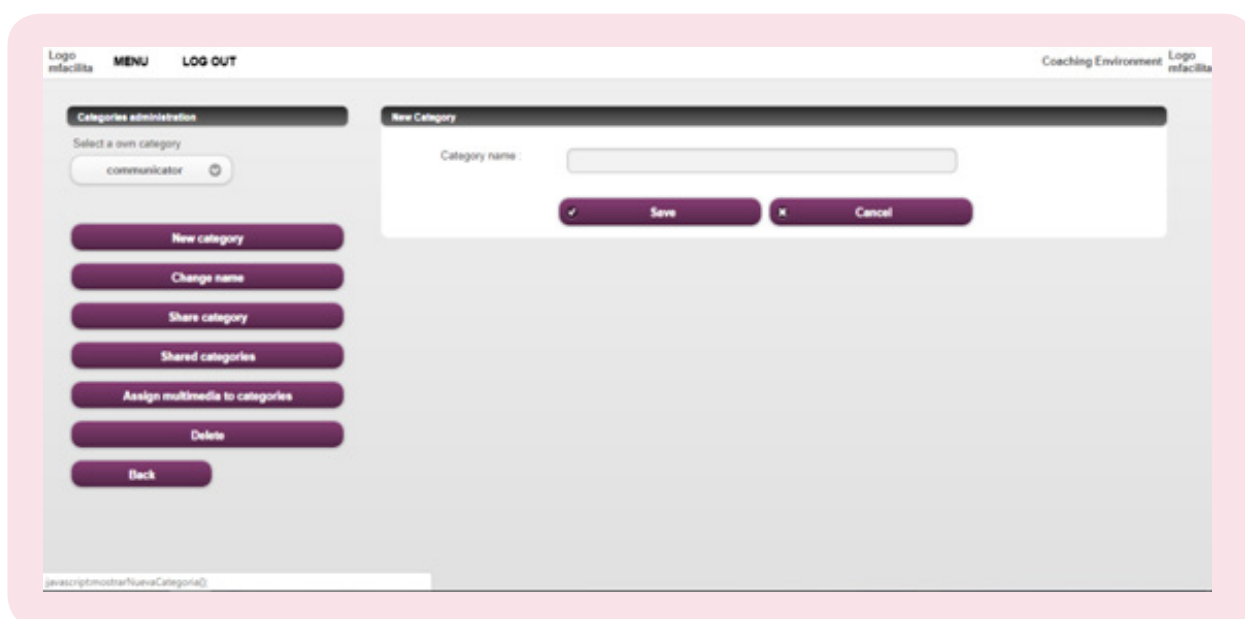 Logo
mfacilita
MENU
LOG OUT
Coaching Environment
Logo
mfacilita
Categories administration
Select a own category
communicator
New category
Change name
Share category
Shared categories
Assign multimedia to categories
Delete
Back
New Category
Category name :
Save
Cancel
javascript:mostrarNuevaCategoria();